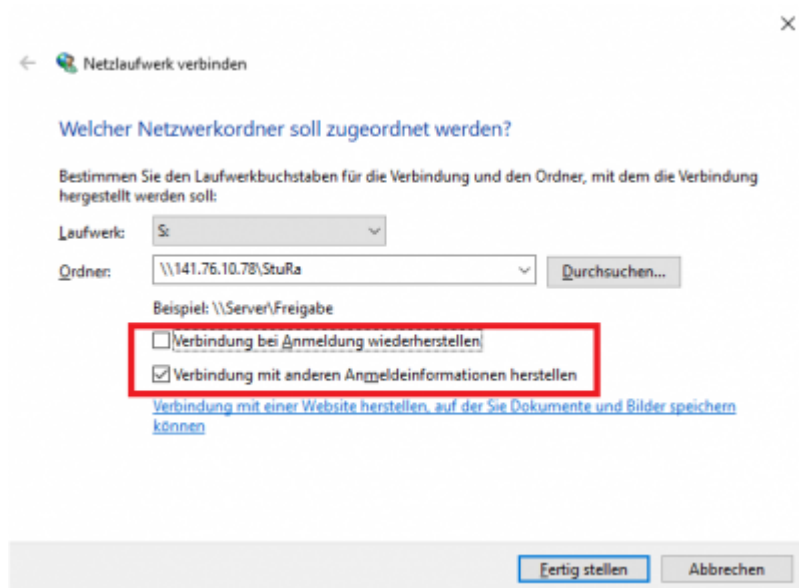 Netzlaufwerk verbinden
Welcher Netzwerkordner soll zugeordnet werden?
Bestimmen Sie den Laufwerkbuchstaben für die Verbindung und den Ordner, mit dem die Verbindung
hergestellt werden soll:
Laufwerk: S:
Ordner: \\141.76.10.78\StuRa Durchsuchen...
Beispiel: \\Server\Freigabe
Verbindung bei Anmeldung wiederherstellen
Verbindung mit anderen Anmeldeinformationen herstellen
Verbindung mit einer Website herstellen, auf der Sie Dokumente und Bilder speichern
können
Fertig stellen Abbrechen